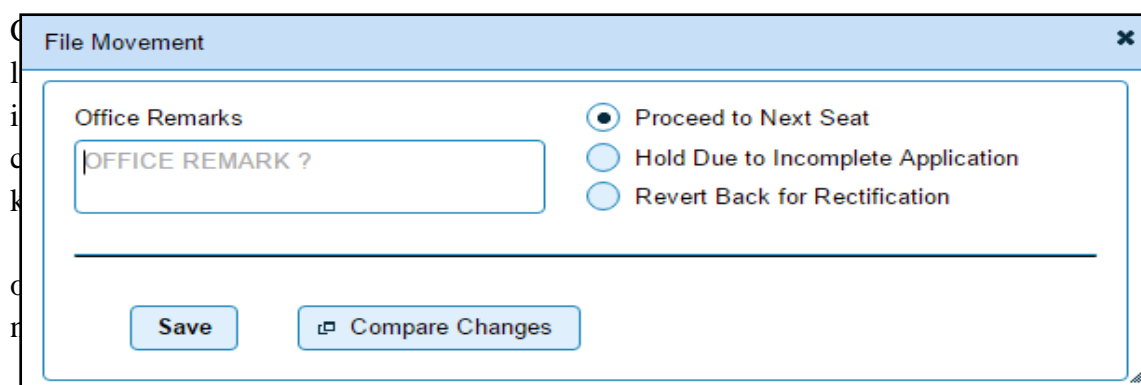 File Movement
Office Remarks
OFFICE REMARK ?
Proceed to Next Seat
Hold Due to Incomplete Application
Revert Back for Rectification
Save
Compare Changes